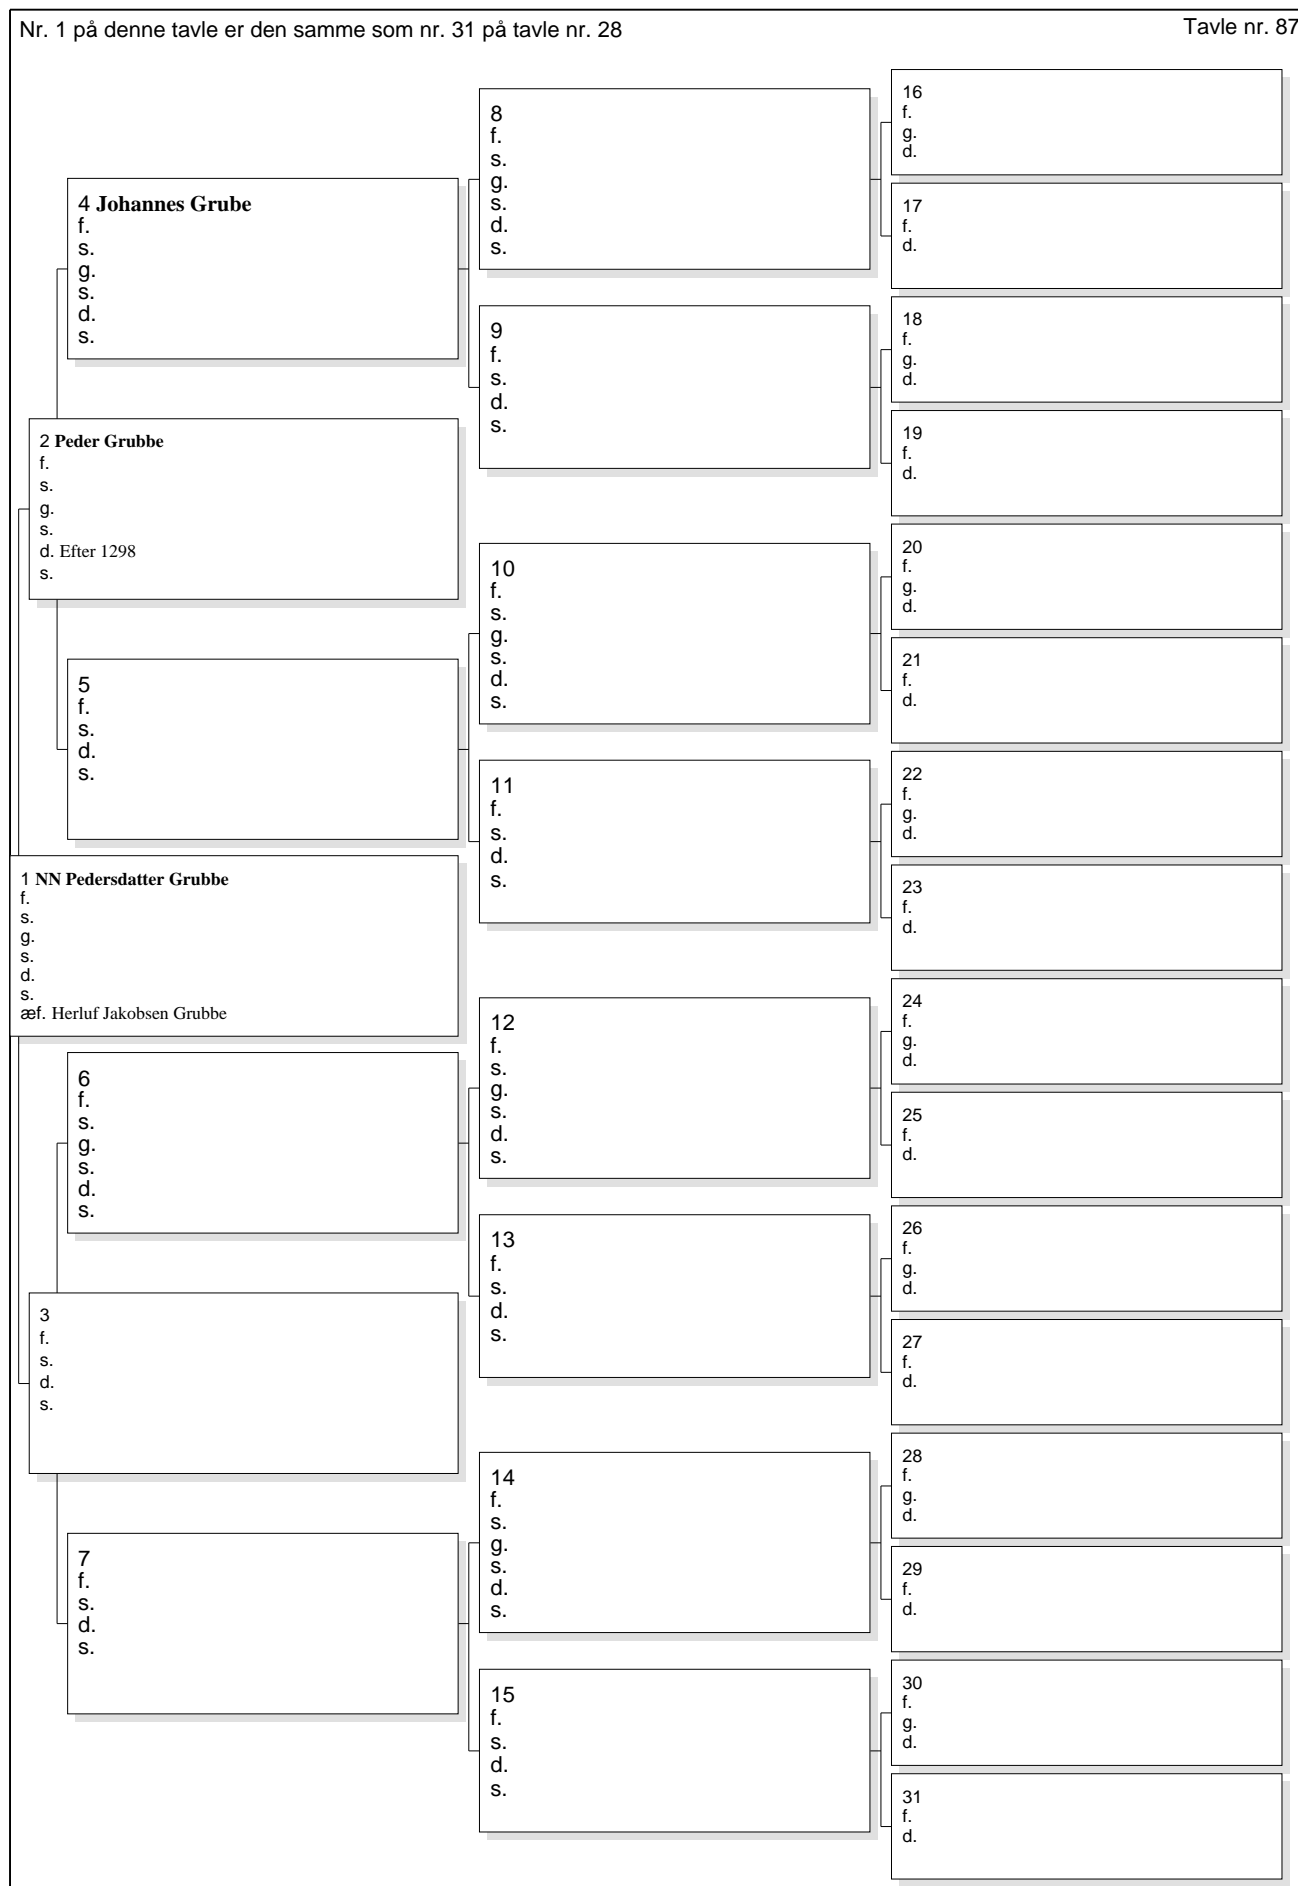 Nr. 1 på denne tavle er den samme som nr. 31 på tavle nr. 28
Tavle nr. 87
4 Johannes Grube
f.
s.
g.
s.
d.
s.
2 Peder Grubbe
f.
s.
g.
s.
d. Efter 1298
s.
5
f.
s.
d.
s.
1 NN Pedersdatter Grubbe
f.
s.
g.
s.
d.
s.
æf. Herluf Jakobsen Grubbe
6
f.
s.
g.
s.
d.
s.
3
f.
s.
d.
s.
7
f.
s.
d.
s.
8
f.
s.
g.
s.
d.
s.
9
f.
s.
d.
s.
10
f.
s.
g.
s.
d.
s.
11
f.
s.
d.
s.
12
f.
s.
g.
s.
d.
s.
13
f.
s.
d.
s.
14
f.
s.
g.
s.
d.
s.
15
f.
s.
d.
s.
16
f.
g.
d.
17
f.
d.
18
f.
g.
d.
19
f.
d.
20
f.
g.
d.
21
f.
d.
22
f.
g.
d.
23
f.
d.
24
f.
g.
d.
25
f.
d.
26
f.
g.
d.
27
f.
d.
28
f.
g.
d.
29
f.
d.
30
f.
g.
d.
31
f.
d.